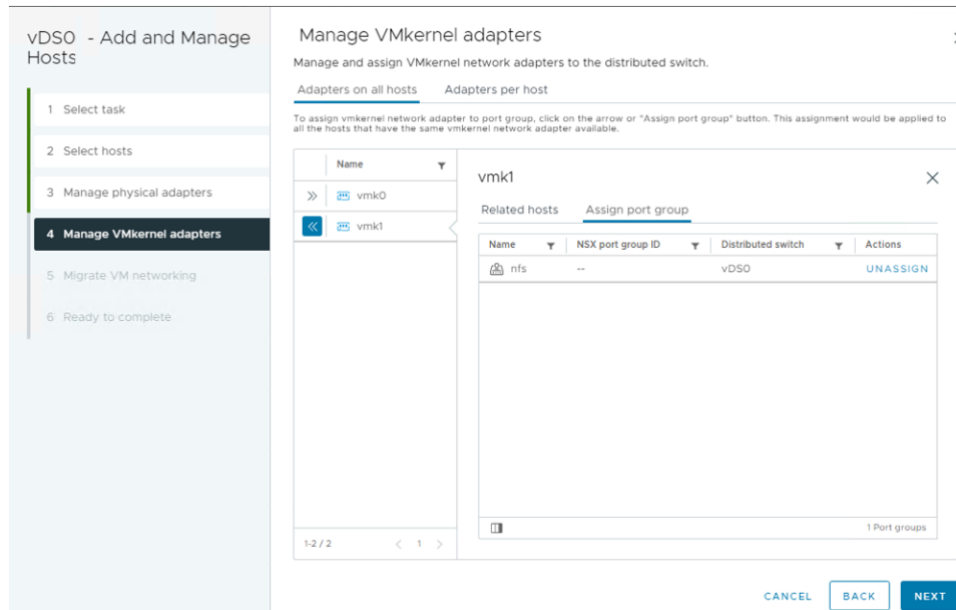 vDS0 - Add and Manage
Hosts
1 Select task
2 Select hosts
3 Manage physical adapters
4 Manage VMkernel adapters
5 Migrate VM networking
6 Ready to complete
Manage VMkernel adapters
Manage and assign VMkernel network adapters to the distributed switch.
Adapters on all hosts Adapters per host
To assign vmkernel network adapter to port group, click on the arrow or "Assign port group" button. This assignment would be applied to
all the hosts that have the same vmkernel network adapter available.
Name
vmk0
vmk1
1-2 / 2 1
vmk1
Related hosts Assign port group
Name NSX port group ID Distributed switch Actions
nfs -- vDS0 UNASSIGN
1 Port groups
CANCEL BACK NEXT